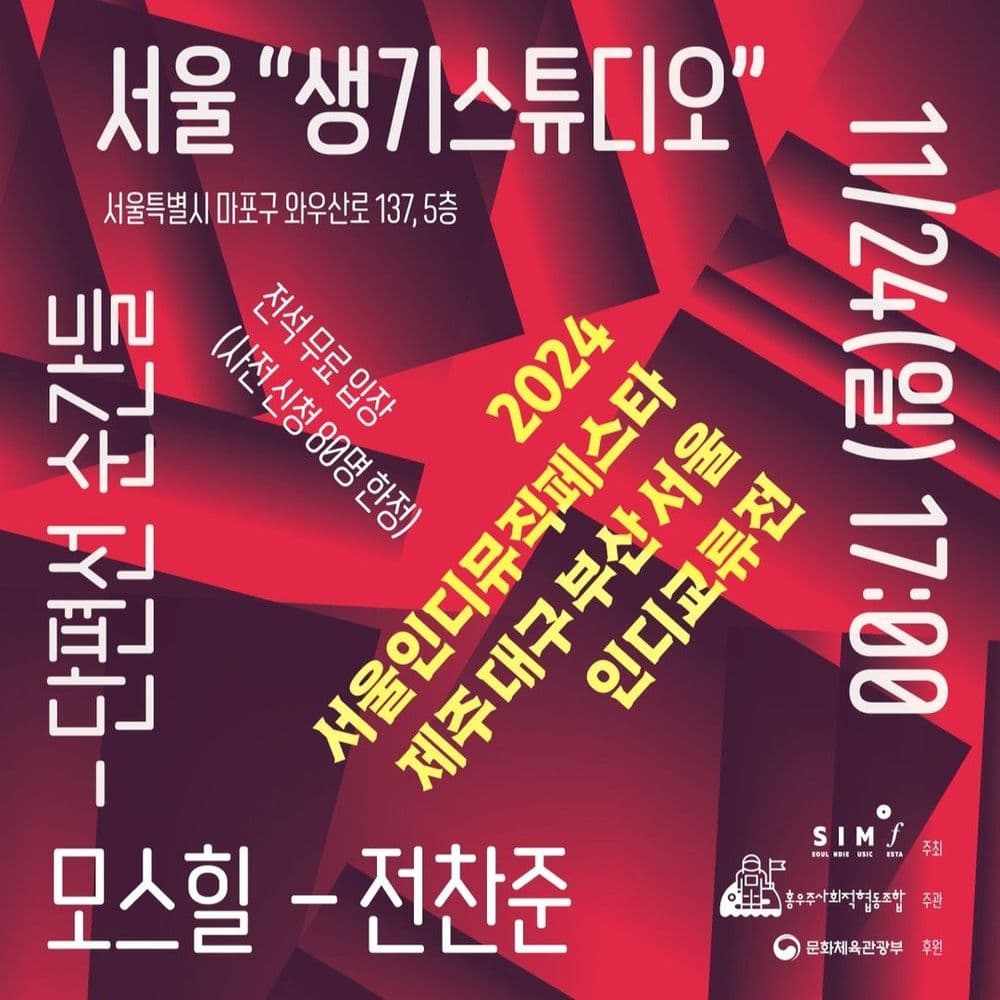 서울 “생기스튜디오”
서울특별시 마포구 와우산로 137, 5층
11/24(일) 17:00
전석 무료 입장
(사전 신청 80명 한정)
2024
서울인디뮤직페스타
제주 대구 부산 서울
인디교류전
모스힐 – 전찬준
– 단편선 순간들
SIMof
SEOUL INDIE MUSIC FESTA
주최
홍우주사회적협동조합 주관
문화체육관광부 후원